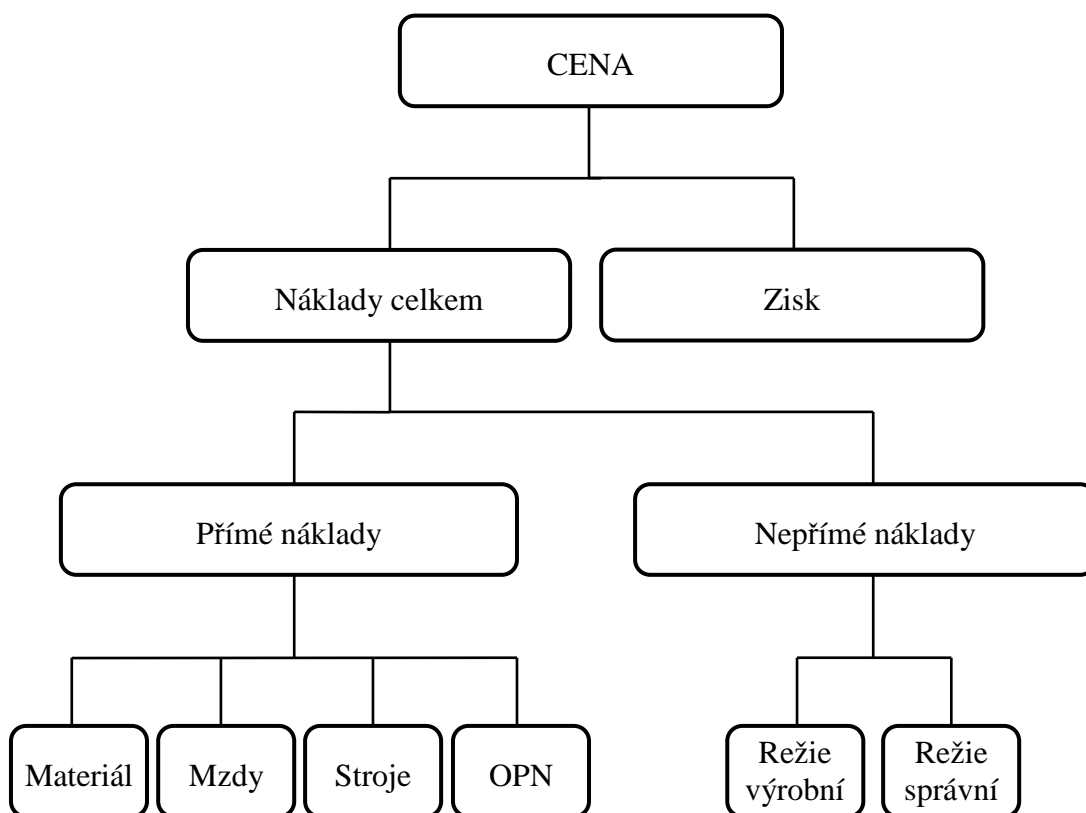 CENA
Náklady celkem
Zisk
Přímé náklady
Nepřímé náklady
Materiál
Mzdy
Stroje
OPN
Režie
výrobní
Režie
správní